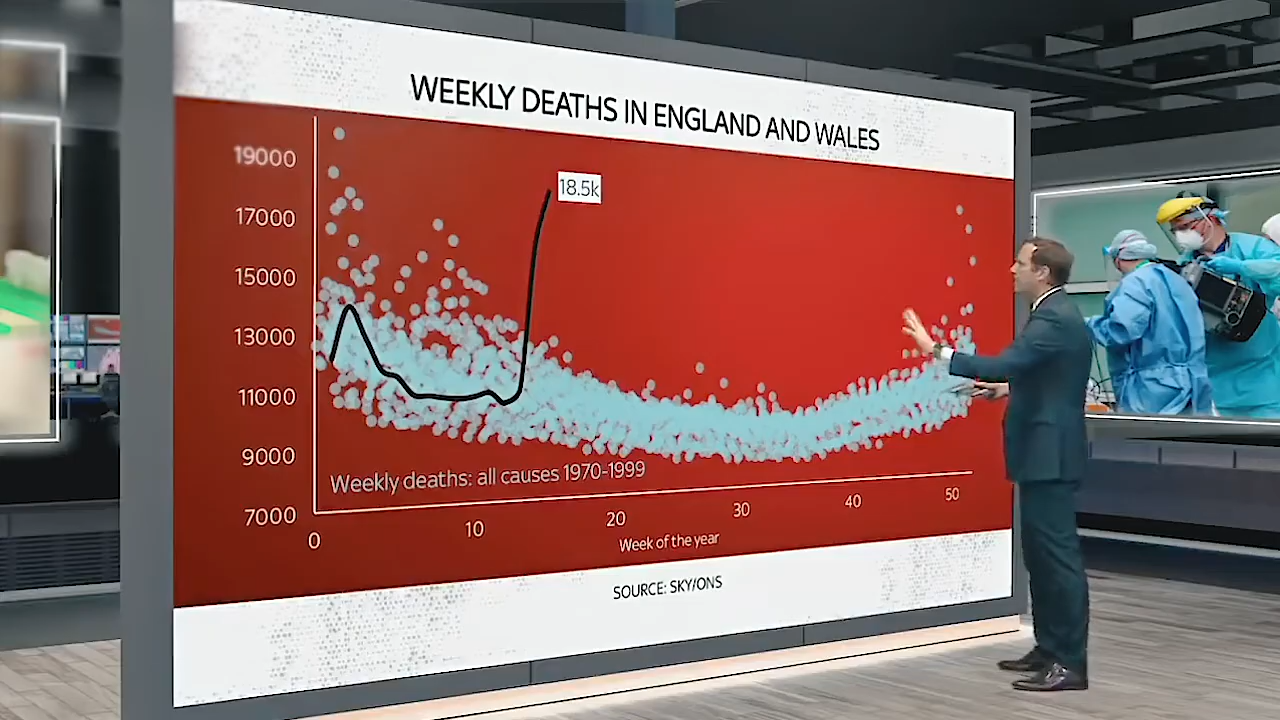 WEEKLY DEATHS IN ENGLAND AND WALES
19000
18.5k
17000
15000
13000
11000
9000
7000
Weekly deaths: all causes 1970-1999
0
10
20
30
40
50
Week of the year
SOURCE: SKY/ONS